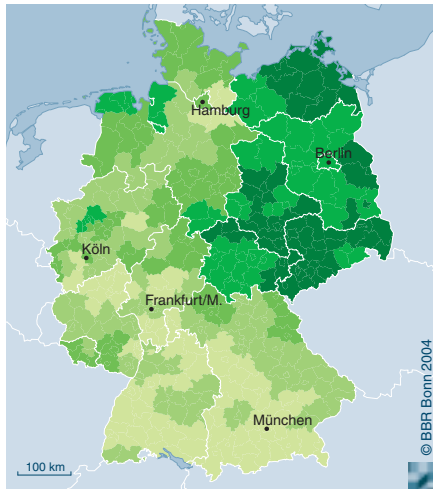 Hamburg
Berlin
Köln
Frankfurt/M.
München
100 km
© BBR Bonn 2004